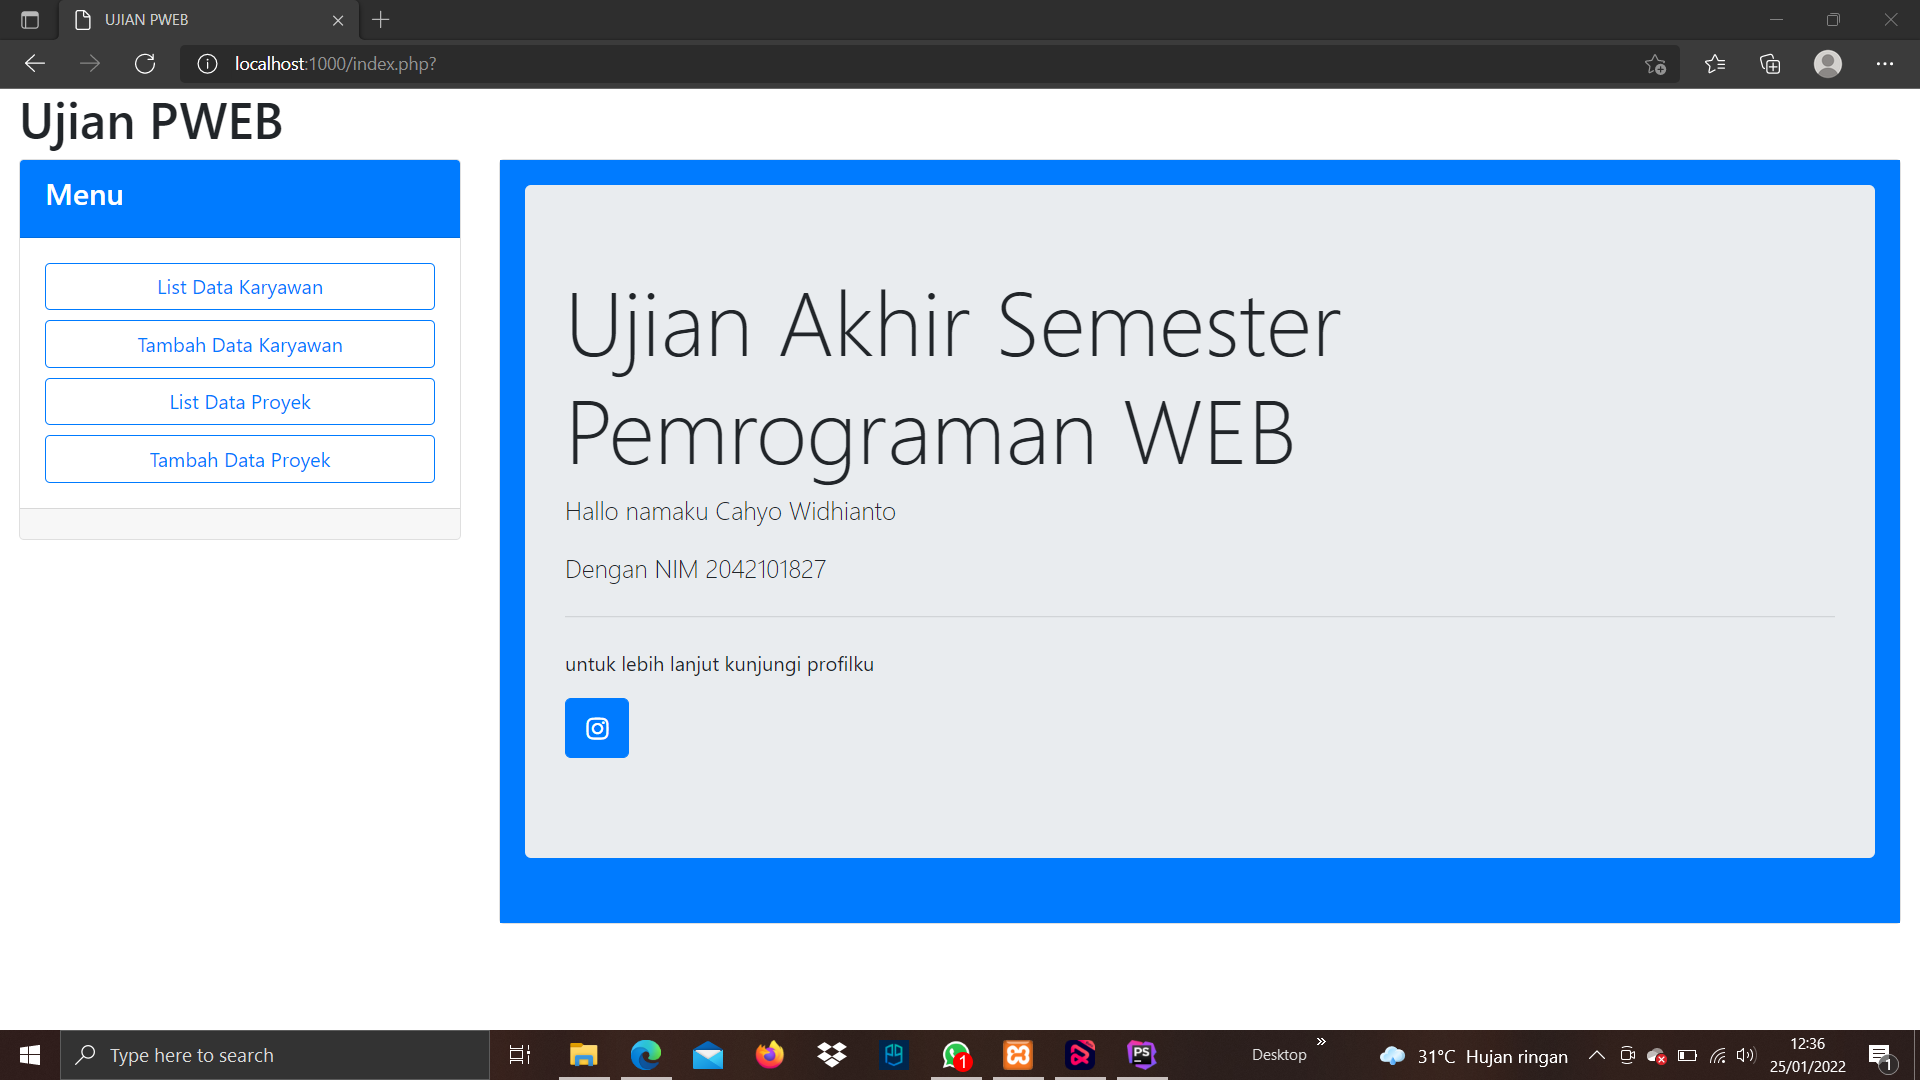 UJIAN PWEB
localhost:1000/index.php?
Ujian PWEB
Menu
List Data Karyawan
Tambah Data Karyawan
List Data Proyek
Tambah Data Proyek
Ujian Akhir Semester
Pemrograman WEB
Hallo namaku Cahyo Widhianto
Dengan NIM 2042101827
untuk lebih lanjut kunjungi profilku
Type here to search
1
PS
Desktop
31°C Hujan ringan
12:36
25/01/2022
1